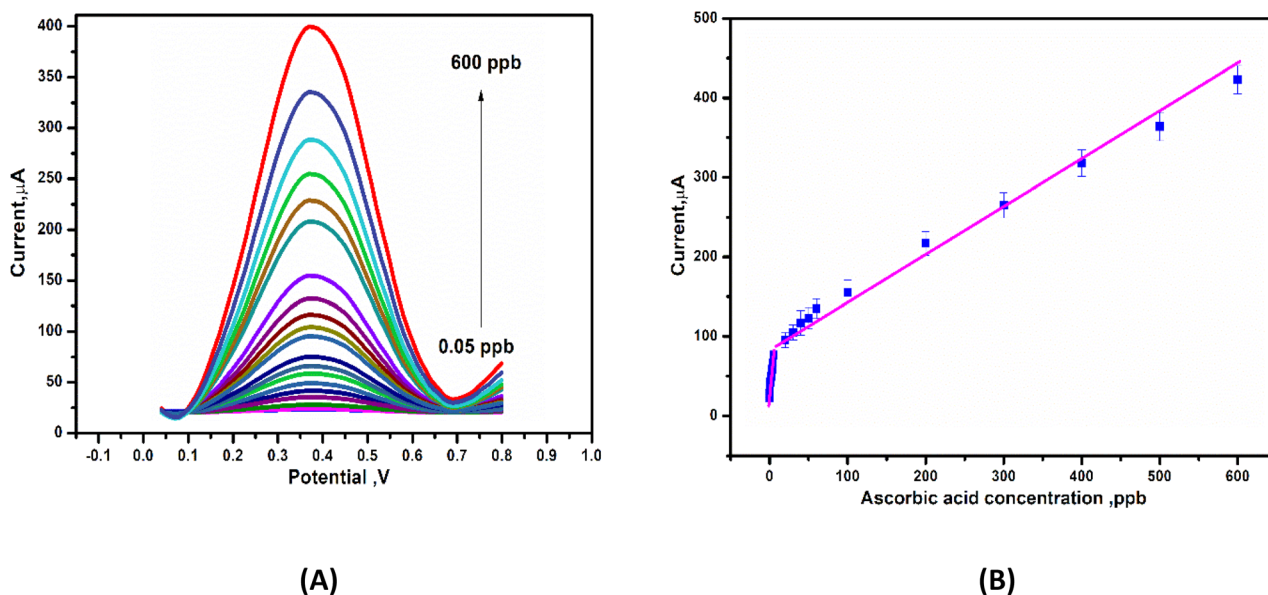 400
350
300
250
200
150
100
50
0
Current,μA
600 ppb
0.05 ppb
-0.1 0.0 0.1 0.2 0.3 0.4 0.5 0.6 0.7 0.8 0.9 1.0
Potential ,V
(A)
500
400
300
200
100
0
Current,μA
0 100 200 300 400 500 600
Ascorbic acid concentration ,ppb
(B)